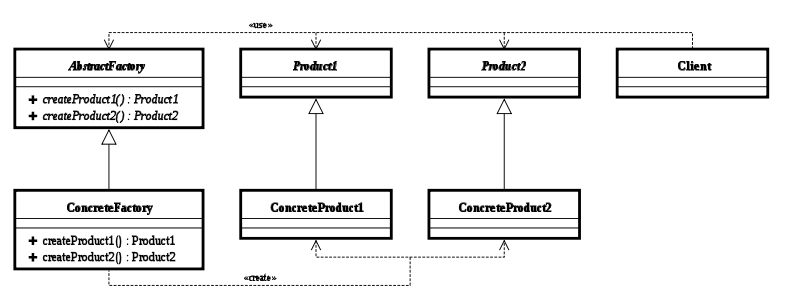 «use»
AbstractFactory
+ createProduct1() : Product1
+ createProduct2() : Product2
Product1
Product2
Client
ConcreteFactory
+ createProduct1() : Product1
+ createProduct2() : Product2
ConcreteProduct1
ConcreteProduct2
«create»